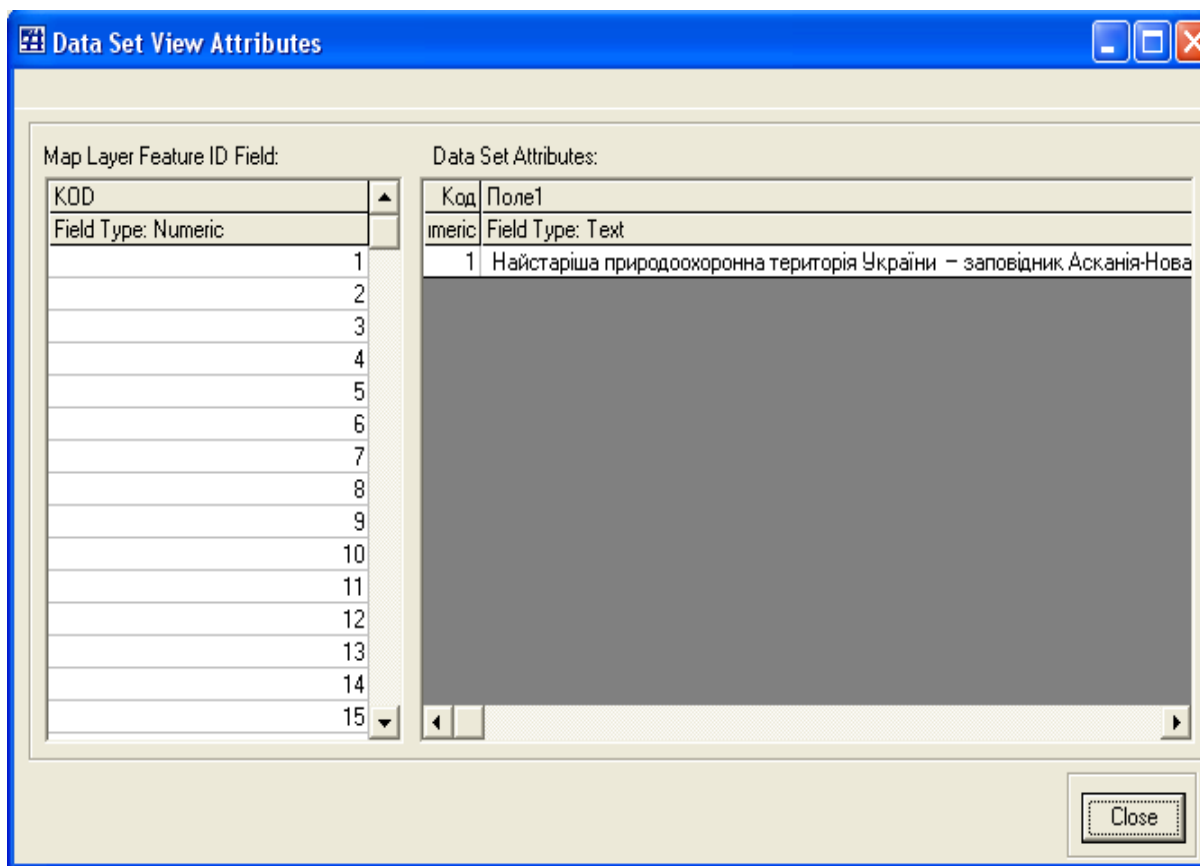 Data Set View Attributes
Map Layer Feature ID Field:
Data Set Attributes:
KOD
Код Поле1
Field Type: Numeric
umeric Field Type: Text
1 Найстаріша природоохоронна територія України – заповідник Асканія-Нова
1
2
3
4
5
6
7
8
9
10
11
12
13
14
15
Close